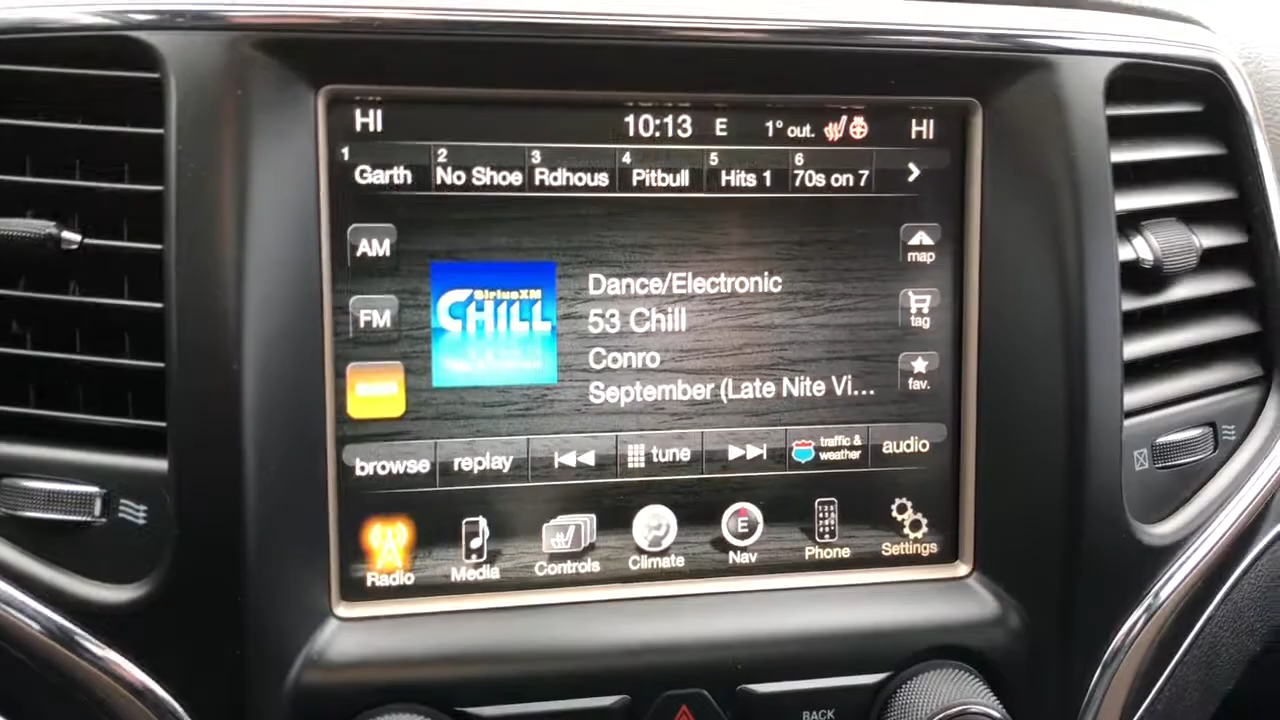 HI 10:13 E 1° out. HI
1 Garth 2 No Shoe 3 Rdhous 4 Pitbull 5 Hits 1 6 70s on 7
AM
map
SiriusXM
CHILL
Dance/Electronic
53 Chill
Conro
September (Late Nite Vi...
FM
tag
fav.
browse replay tune traffic & weather audio
E
Radio Media Controls Climate Nav Phone Settings
BACK